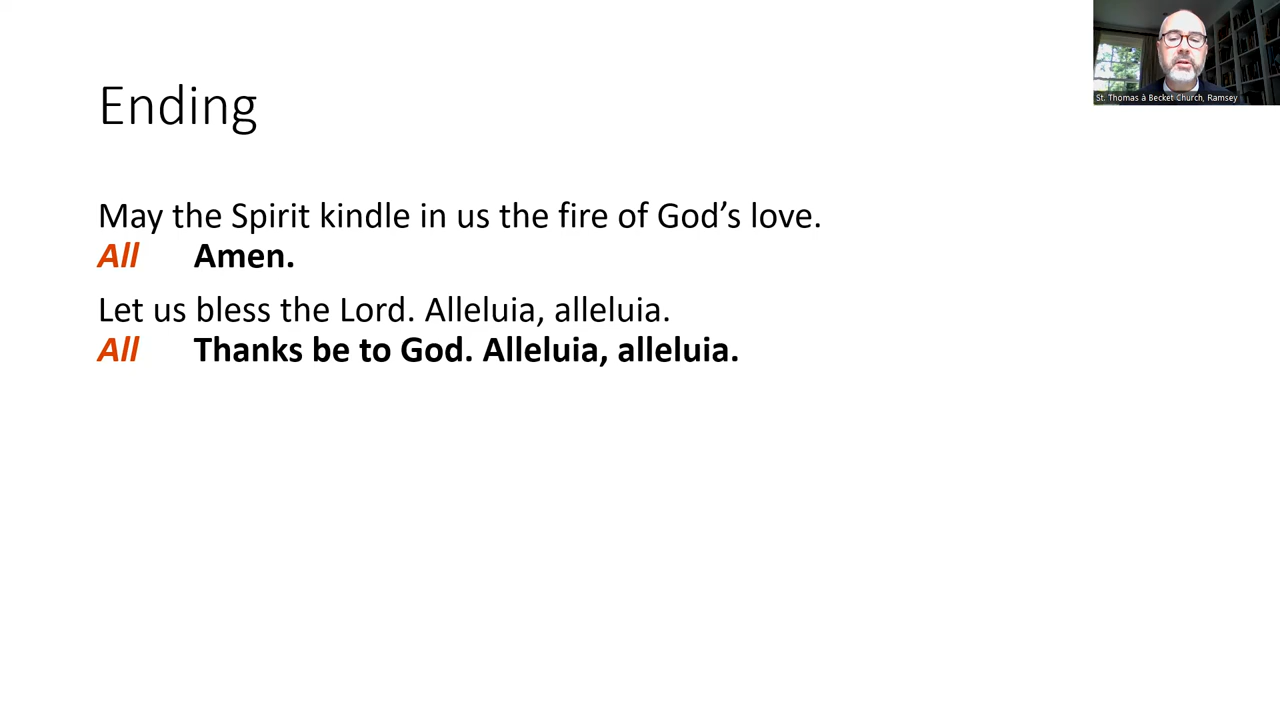 Ending
May the Spirit kindle in us the fire of God’s love.
All Amen.
Let us bless the Lord. Alleluia, alleluia.
All Thanks be to God. Alleluia, alleluia.
St. Thomas à Becket Church, Ramsey